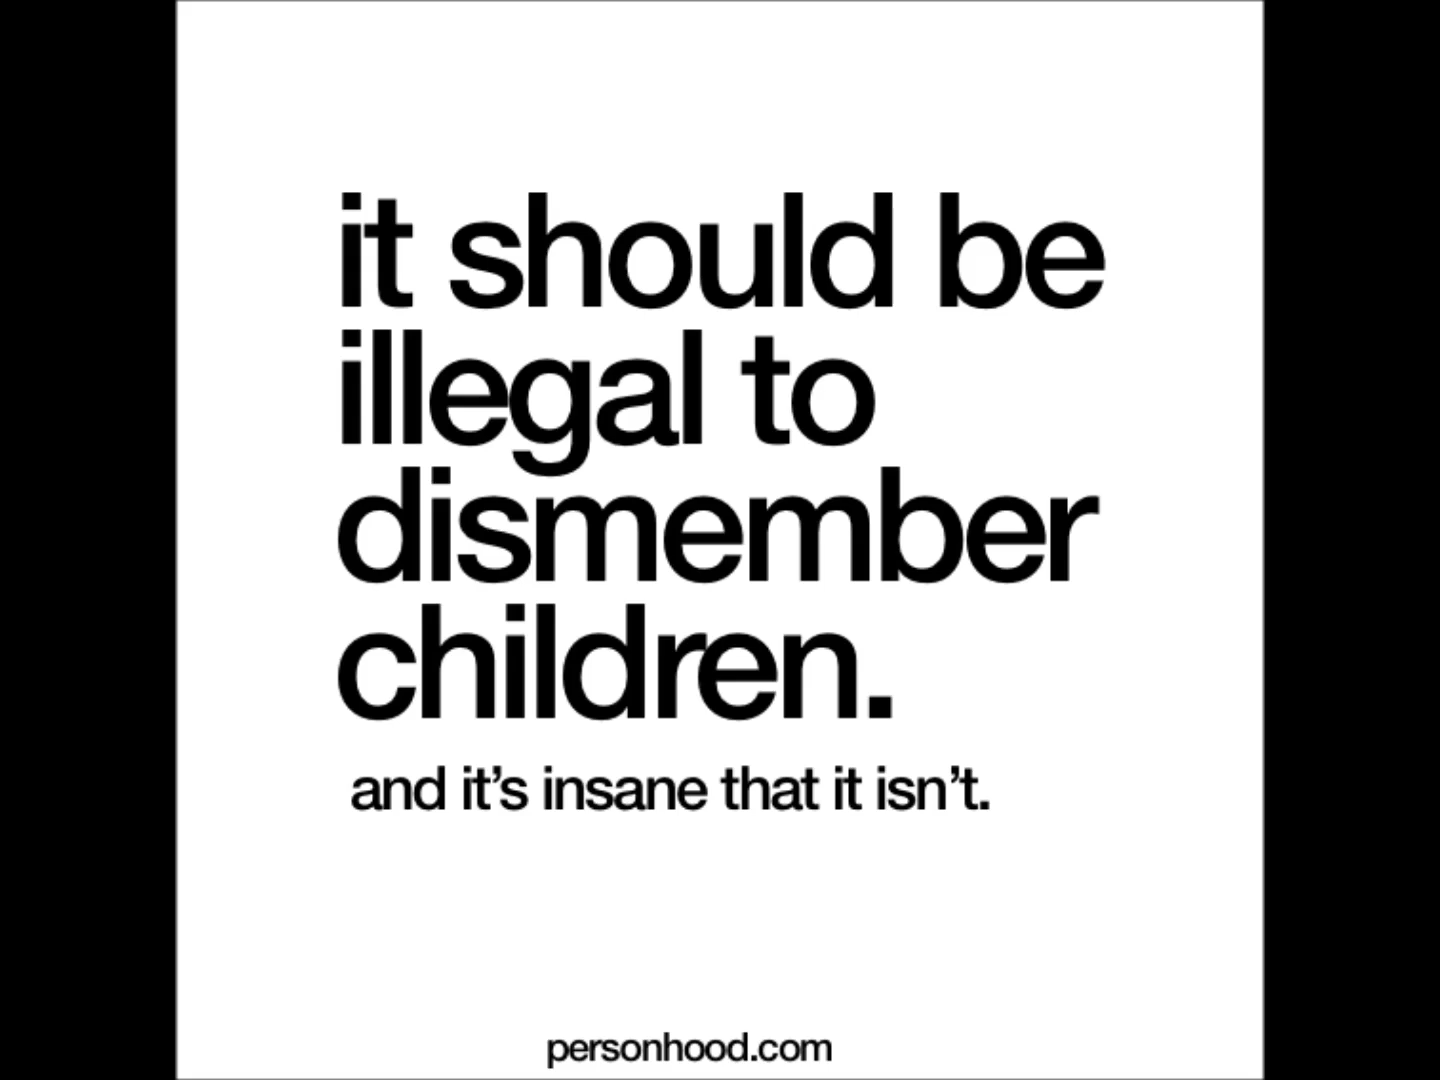 it should be
illegal to
dismember
children.
and it's insane that it isn't.
personhood.com